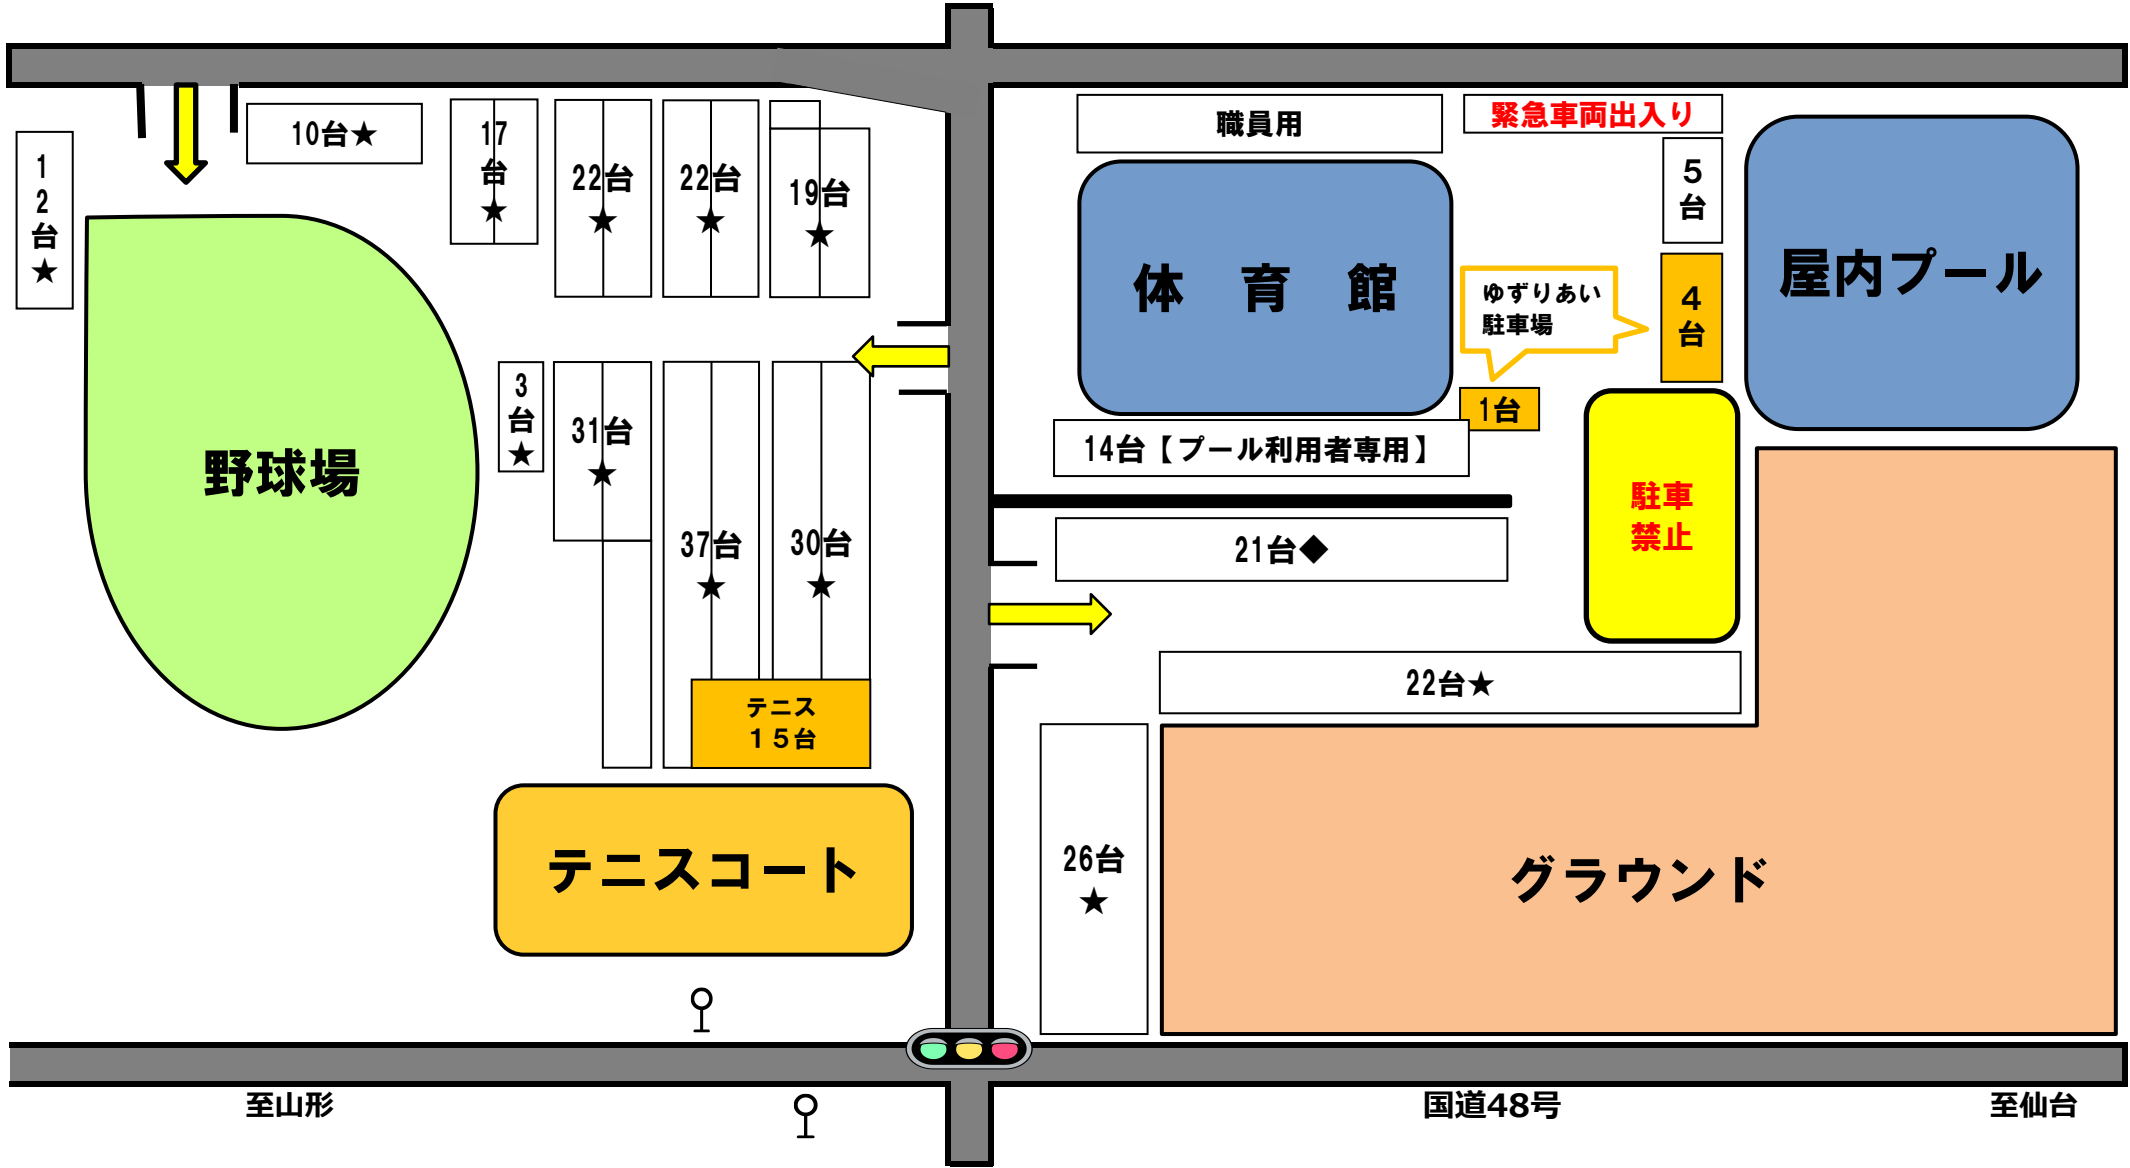 職員用
緊急車両出入り
10台★
17
台
★
22台
★
22台
★
19台
★
1
2
台
★
5
台
体 育 館
屋内プール
ゆずりあい
駐車場
4
台
1台
14台【プール利用者専用】
3
台
★
31台
★
野球場
37台
★
30台
★
21台◆
駐車
禁止
22台★
テニス
15台
テニスコート
26台
★
グラウンド
至山形
国道48号
至仙台